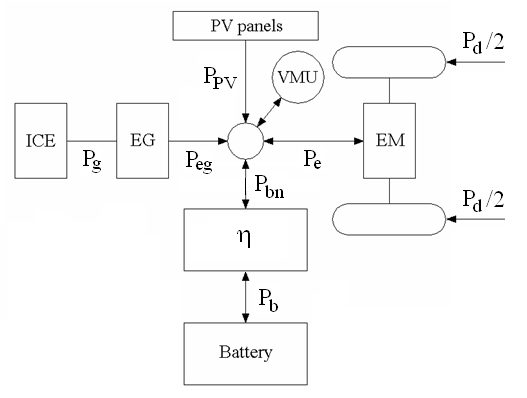 PV panels
P_d/2
P_PV
VMU
ICE
EG
EM
P_g
P_eg
P_e
P_bn
P_d/2
η
P_b
Battery